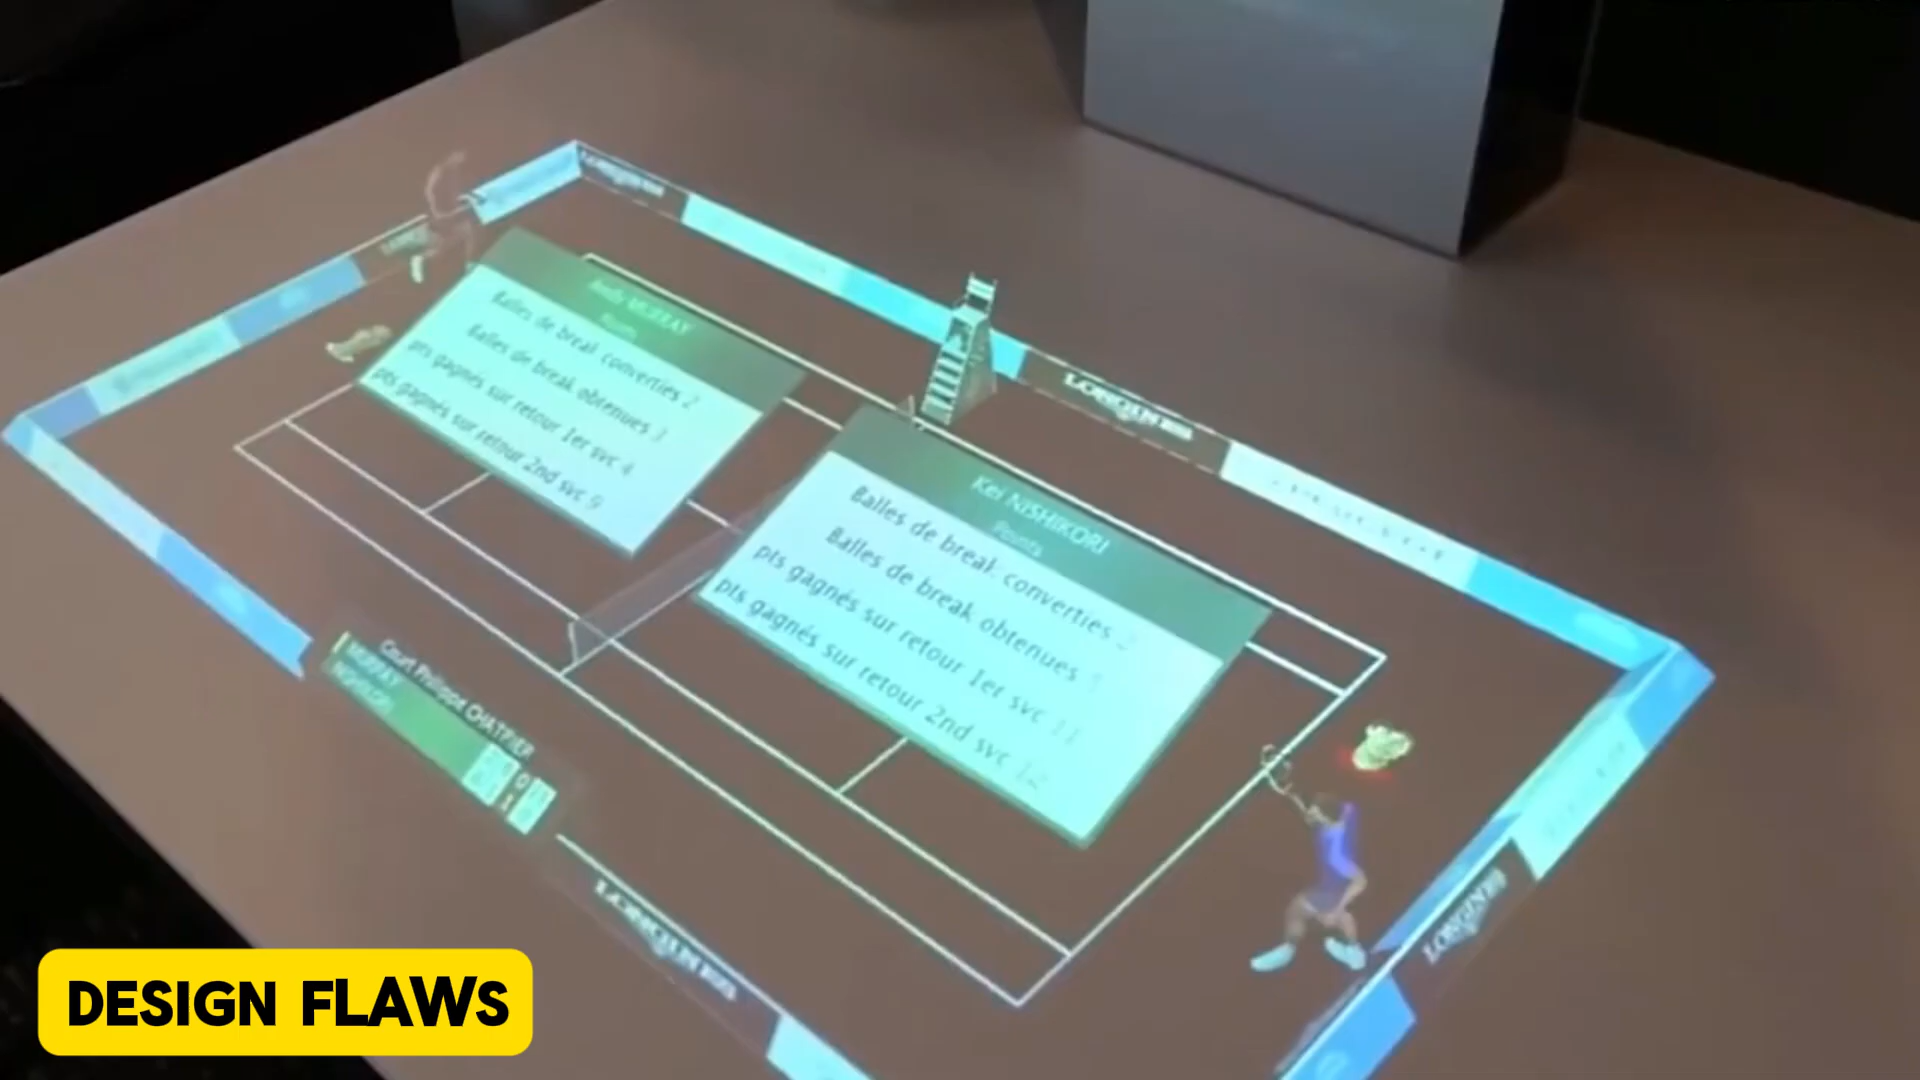 LONGINES
Andy MURRAY
Points
Balles de break converties 2
Balles de break obtenues 3
pts gagnés sur retour 1er svc 4
pts gagnés sur retour 2nd svc 9
LONGINES
Kei NISHIKORI
Points
Balles de break converties
Balles de break obtenues
pts gagnés sur retour 1er svc 11
pts gagnés sur retour 2nd svc 12
Court Philippe CHATRIER
MURRAY
NISHIKORI
LONGINES
LONGINES
DESIGN FLAWS